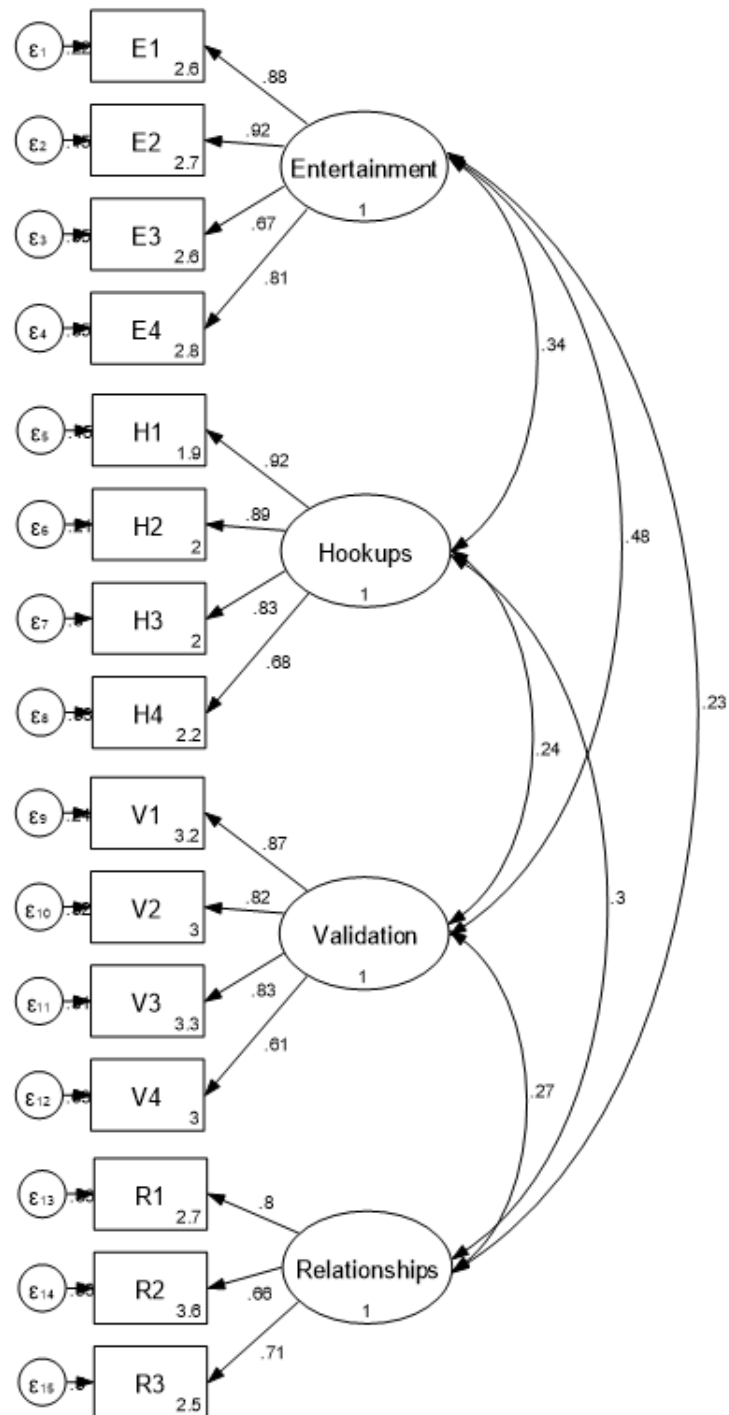 ε1
E1
2.6
.88
ε2
E2
2.7
.92
Entertainment
1
ε3
E3
2.6
.67
ε4
E4
2.8
.81
.34
ε5
H1
1.9
.92
ε6
H2
2
.89
Hookups
1
.48
ε7
H3
2
.83
ε8
H4
2.2
.68
.23
.24
ε9
V1
3.2
.87
ε10
V2
3
.82
Validation
1
.3
ε11
V3
3.3
.83
ε12
V4
3
.61
.27
ε13
R1
2.7
.8
ε14
R2
3.6
.66
Relationships
1
ε15
R3
2.5
.71